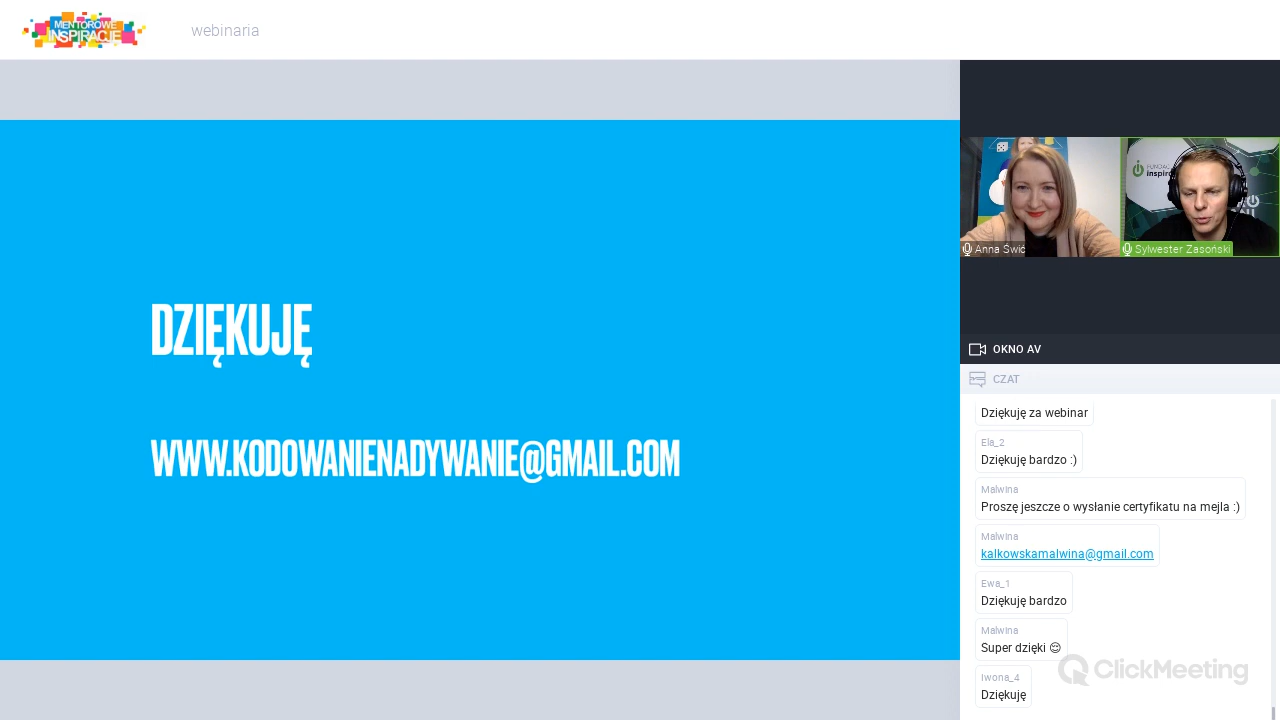 MENTOROWE
INSPIRACJE
webinaria
DZIĘKUJĘ
WWW.KODOWANIENADYWANIE@GMAIL.COM
FUNDAC
inspir
Anna Świć
Sylwester Zasoński
OKNO AV
CZAT
Dziękuję za webinar
Ela_2
Dziękuję bardzo :)
Malwina
Proszę jeszcze o wysłanie certyfikatu na mejla :)
Malwina
kalkowskamalwina@gmail.com
Ewa_1
Dziękuję bardzo
Malwina
Super dzięki 😊
Iwona_4
Dziękuję
ClickMeeting